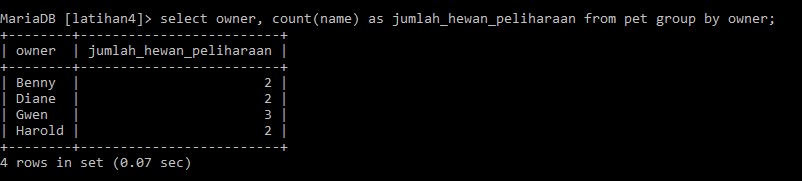 MariaDB [latihan4]> select owner, count(name) as jumlah_hewan_peliharaan from pet group by owner;
+--------+-------------------------+
| owner  | jumlah_hewan_peliharaan |
+--------+-------------------------+
| Benny  |                       2 |
| Diane  |                       2 |
| Gwen   |                       3 |
| Harold |                       2 |
+--------+-------------------------+
4 rows in set (0.07 sec)